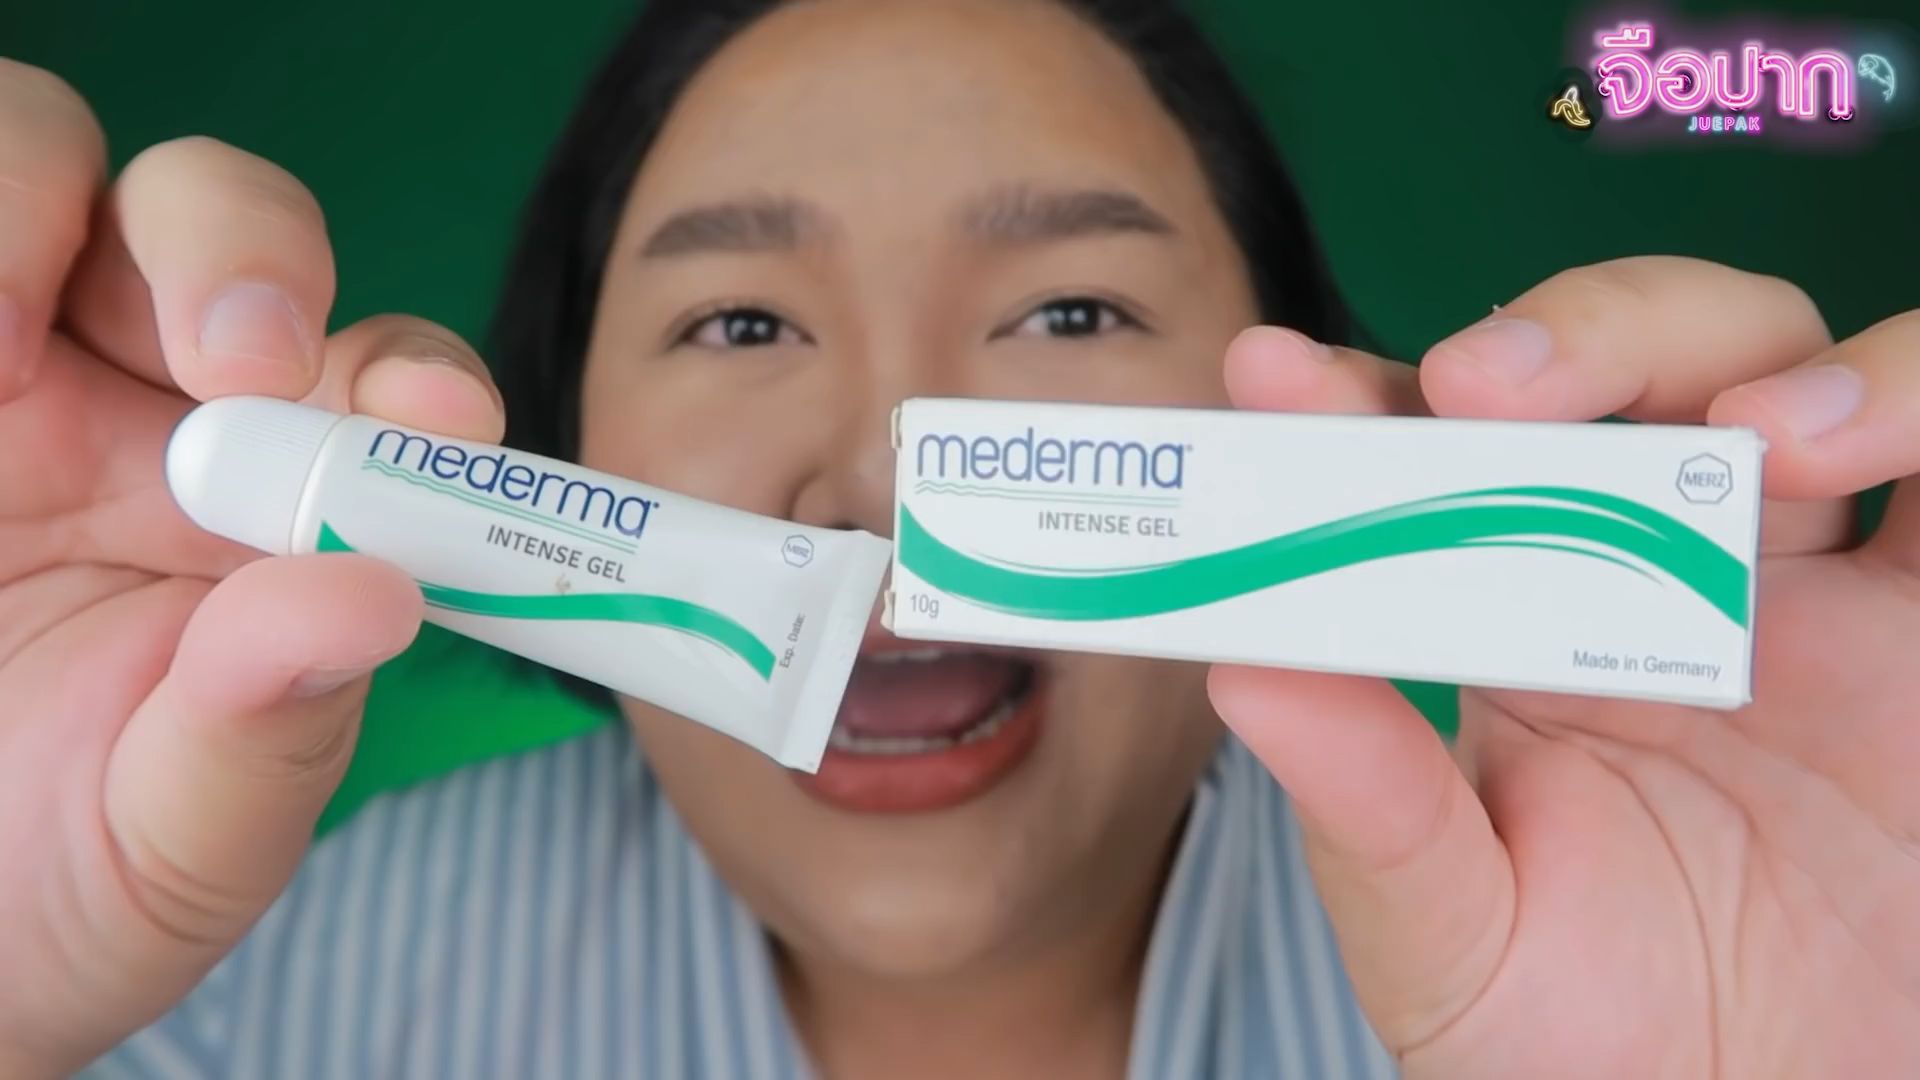 จือปาก
JUEPAK
mederma
INTENSE GEL
MERZ
Exp. Date:
mederma®
INTENSE GEL
MERZ
10g
Made in Germany